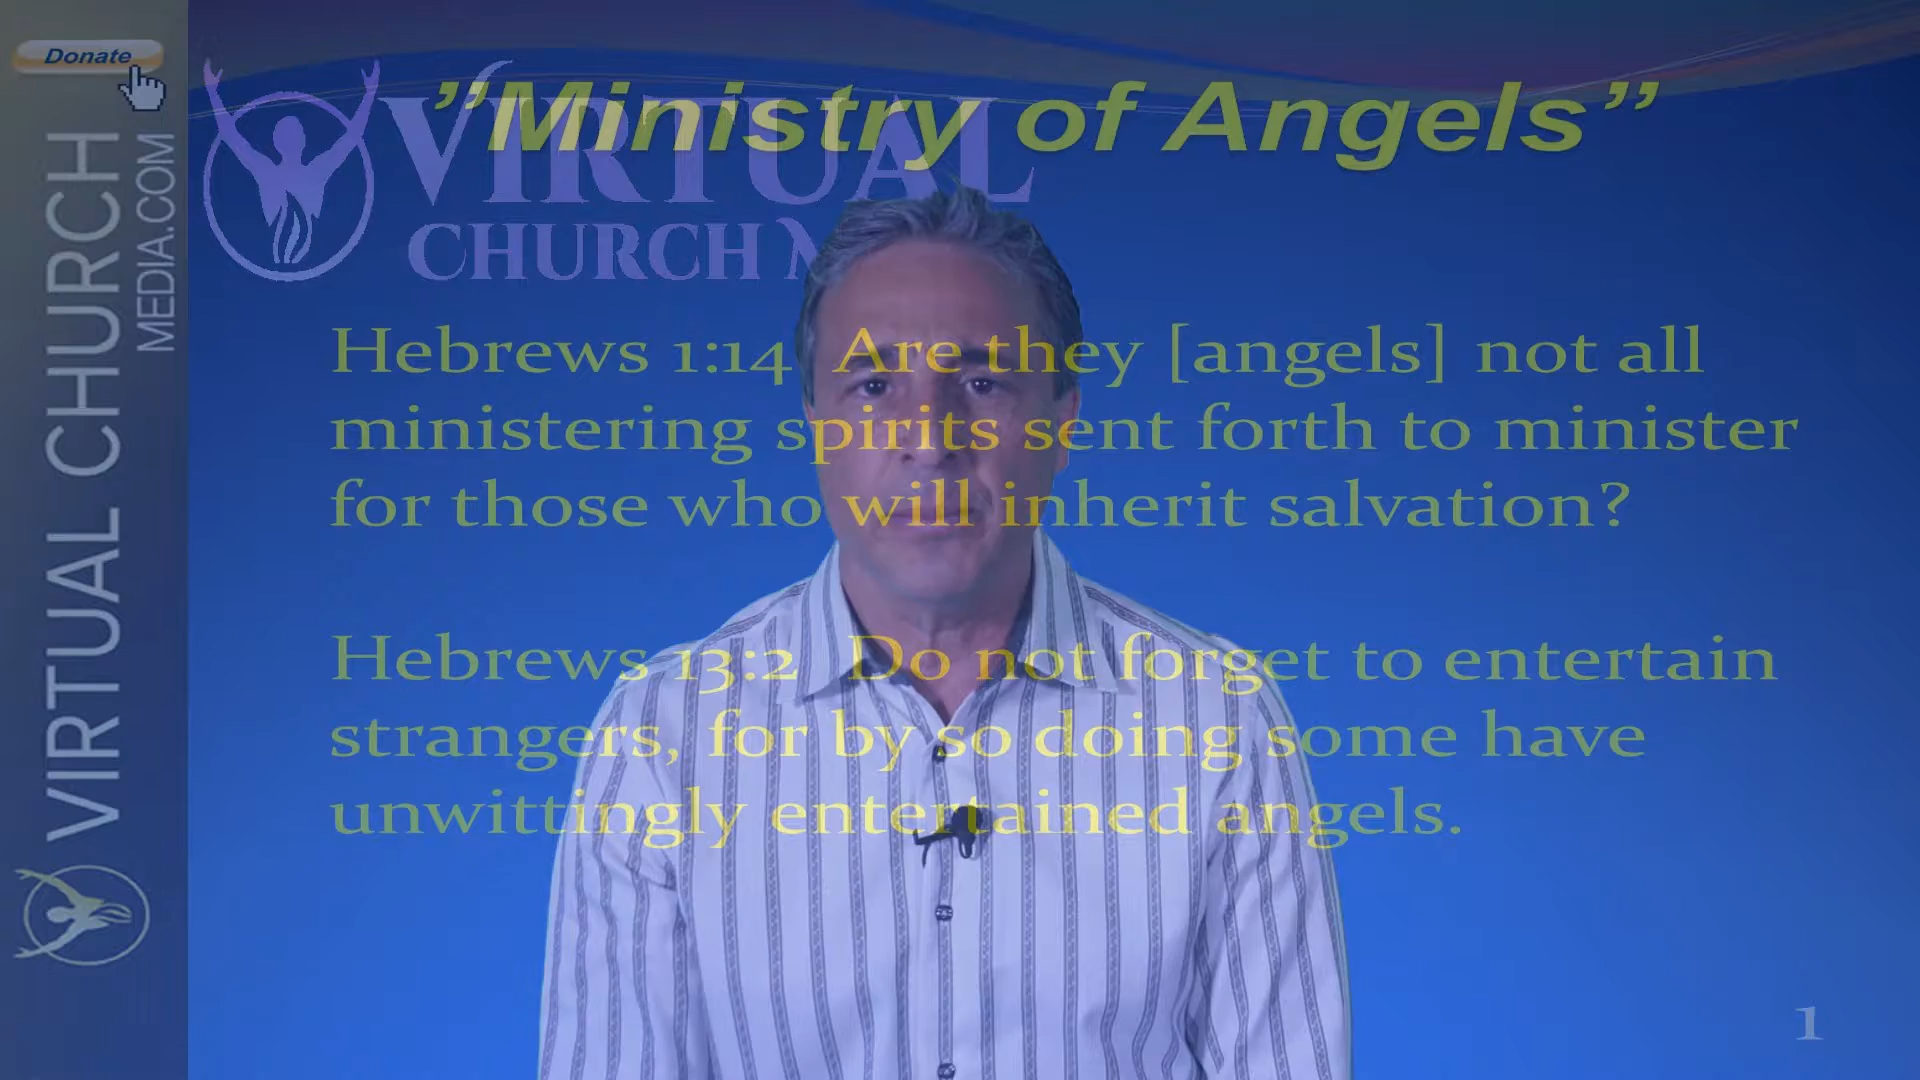 Donate
VIRTUAL CHURCH
MEDIA.COM
VIRTUAL
CHURCH
”Ministry of Angels”
Hebrews 1:14 Are they [angels] not all
ministering spirits sent forth to minister
for those who will inherit salvation?
Hebrews 13:2 Do not forget to entertain
strangers, for by so doing some have
unwittingly entertained angels.
1